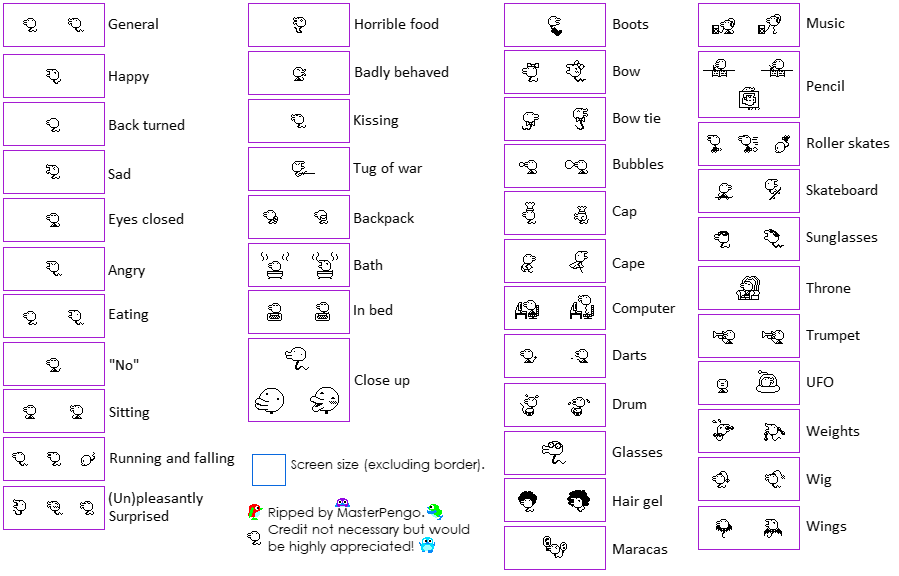 General
Happy
Back turned
Sad
Eyes closed
Angry
Eating
"No"
Sitting
Running and falling
(Un)pleasantly
Surprised
Horrible food
Badly behaved
Kissing
Tug of war
Backpack
Bath
In bed
Close up
Screen size (excluding border).
Ripped by MasterPengo.
Credit not necessary but would
be highly appreciated!
Boots
Bow
Bow tie
Bubbles
Cap
Cape
Computer
Darts
Drum
Glasses
Hair gel
Maracas
Music
Pencil
Roller skates
Skateboard
Sunglasses
Throne
Trumpet
UFO
Weights
Wig
Wings